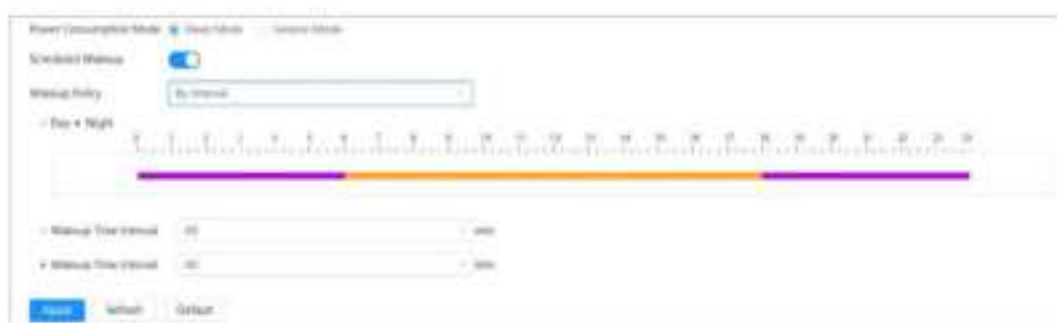 Power Consumption Mode Sleep Mode Season Mode
Scheduled Wakeup
Wakeup Policy By Interval
Day Night
0 1 2 3 4 5 6 7 8 9 10 11 12 13 14 15 16 17 18 19 20 21 22 23 24
Wakeup Time Interval
Wakeup Time Interval
Apply Refresh Default